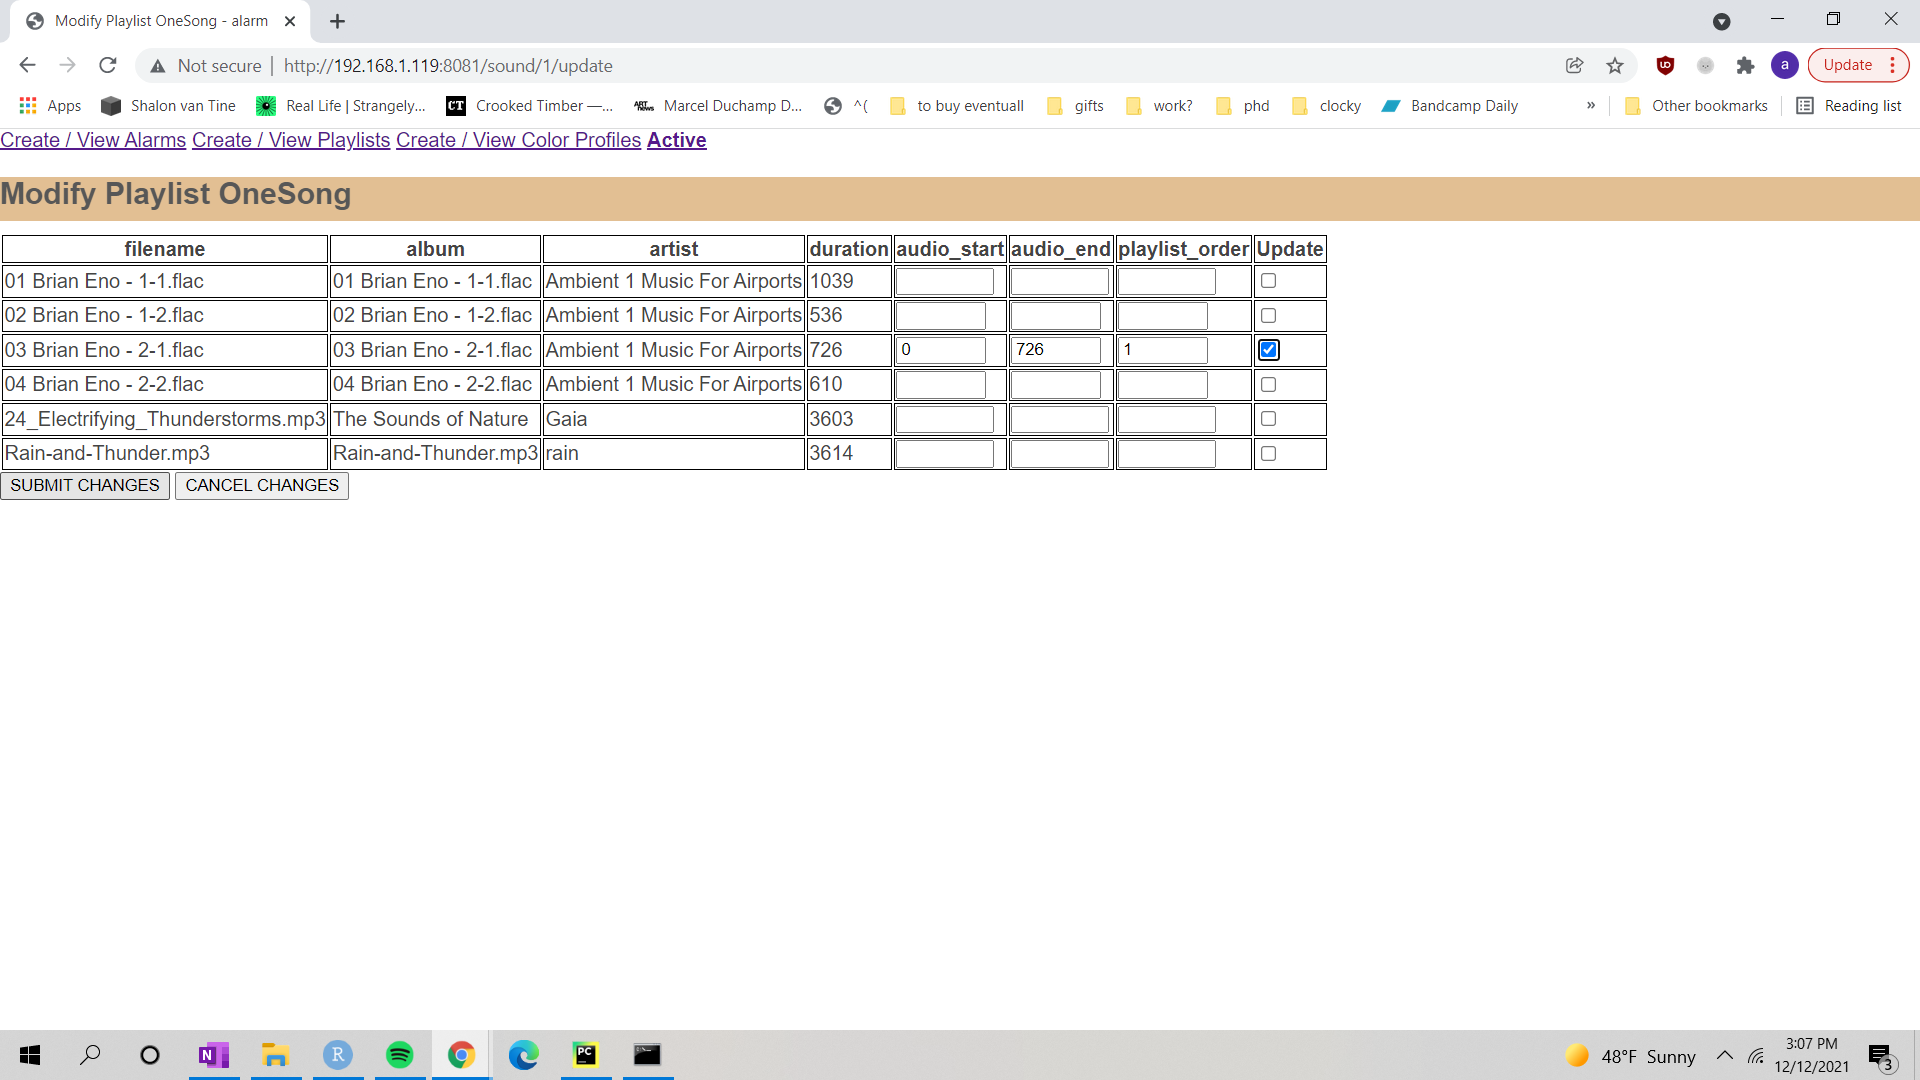 Modify Playlist OneSong - alarm
Not secure | http://192.168.1.119:8081/sound/1/update
a
Update
Apps
Shalon van Tine
Real Life | Strangely...
CT
Crooked Timber —...
Marcel Duchamp D...
^(
to buy eventuall
gifts
work?
phd
clocky
Bandcamp Daily
»
Other bookmarks
Reading list
Create / View Alarms Create / View Playlists Create / View Color Profiles Active
Modify Playlist OneSong
filename album artist duration audio_start audio_end playlist_order Update
01 Brian Eno - 1-1.flac 01 Brian Eno - 1-1.flac Ambient 1 Music For Airports 1039
02 Brian Eno - 1-2.flac 02 Brian Eno - 1-2.flac Ambient 1 Music For Airports 536
03 Brian Eno - 2-1.flac 03 Brian Eno - 2-1.flac Ambient 1 Music For Airports 726 0 726 1
04 Brian Eno - 2-2.flac 04 Brian Eno - 2-2.flac Ambient 1 Music For Airports 610
24_Electrifying_Thunderstorms.mp3 The Sounds of Nature Gaia 3603
Rain-and-Thunder.mp3 Rain-and-Thunder.mp3 rain 3614
SUBMIT CHANGES CANCEL CHANGES
N
R
PC
48°F Sunny
3:07 PM
12/12/2021
3